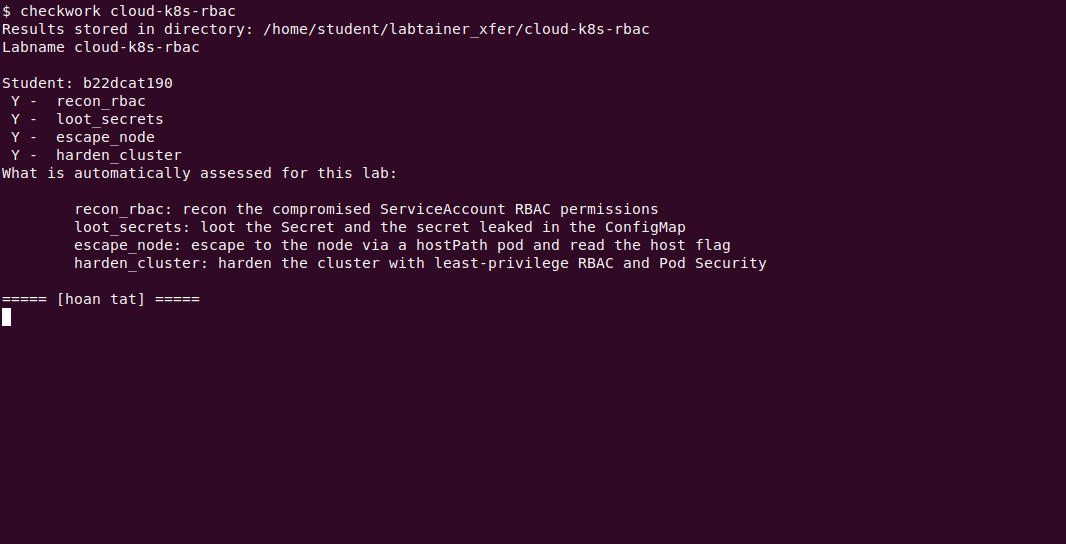 $ checkwork cloud-k8s-rbac
Results stored in directory: /home/student/labtainer_xfer/cloud-k8s-rbac
Labname cloud-k8s-rbac
Student: b22dcat190
Y -  recon_rbac
Y -  loot_secrets
Y -  escape_node
Y -  harden_cluster
What is automatically assessed for this lab:
recon_rbac: recon the compromised ServiceAccount RBAC permissions
loot_secrets: loot the Secret and the secret leaked in the ConfigMap
escape_node: escape to the node via a hostPath pod and read the host flag
harden_cluster: harden the cluster with least-privilege RBAC and Pod Security
===== [hoan tat] =====